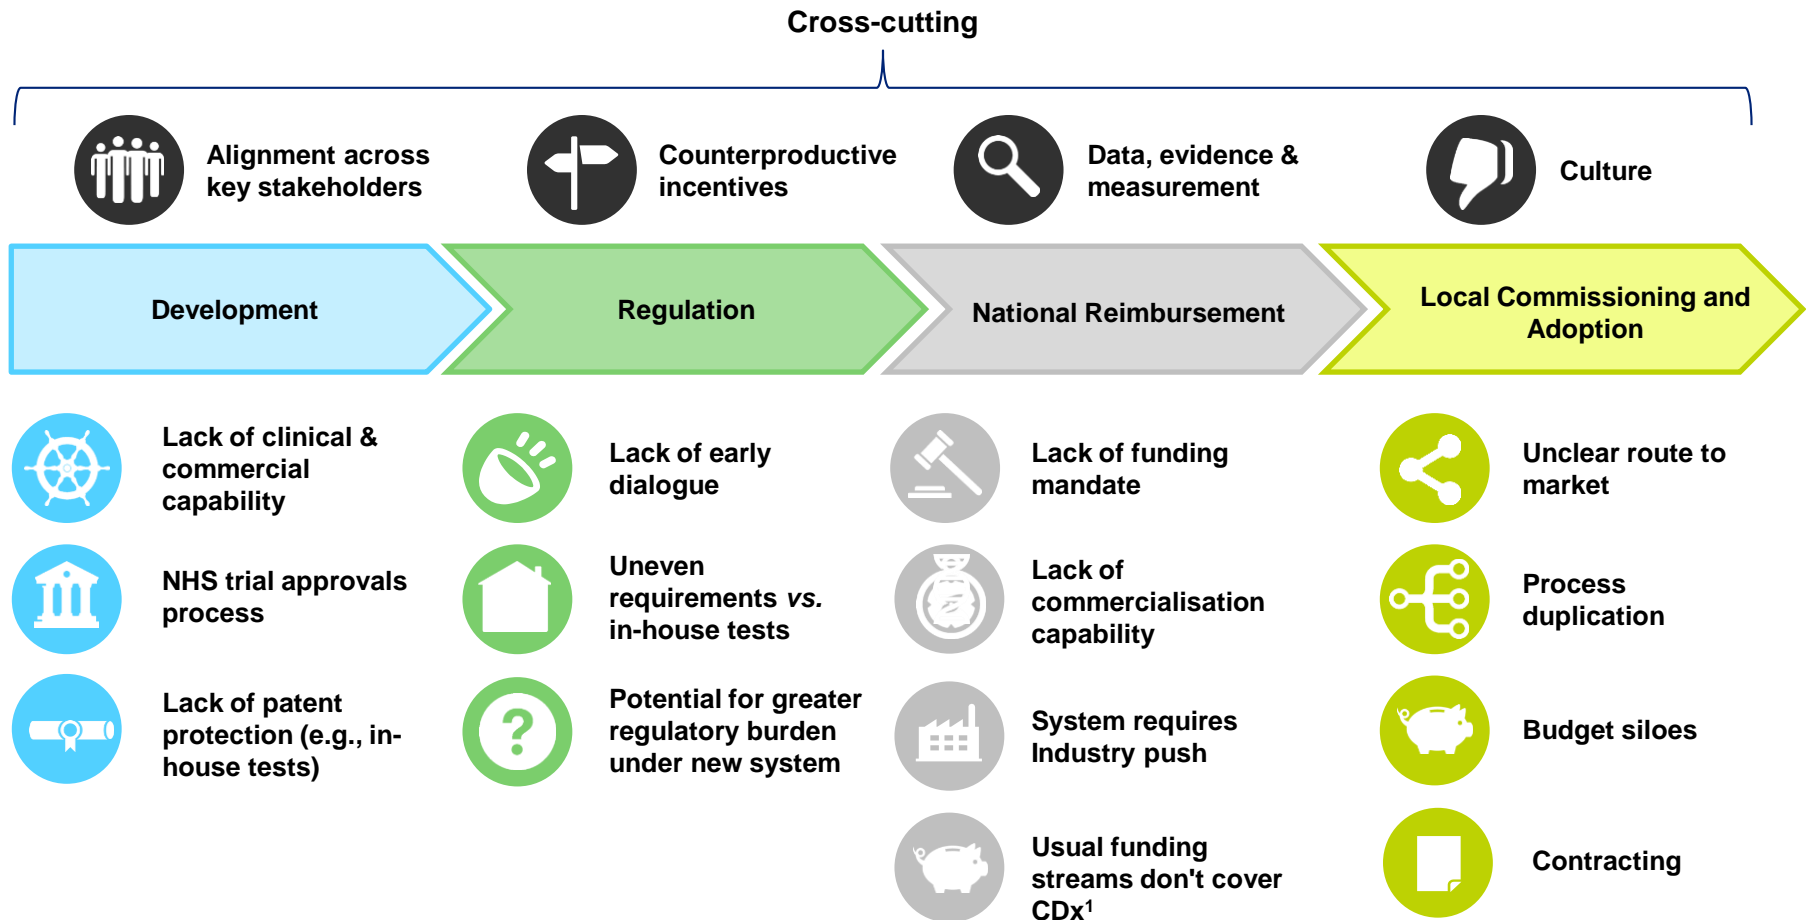 Cross-cutting
Alignment across
key stakeholders
Counterproductive
incentives
Data, evidence &
measurement
Culture
Development
Regulation
National Reimbursement
Local Commissioning and
Adoption
Lack of clinical &
commercial
capability
NHS trial approvals
process
Lack of patent
protection (e.g., in-
house tests)
Lack of early
dialogue
Uneven
requirements vs.
in-house tests
?
Potential for greater
regulatory burden
under new system
Lack of funding
mandate
Lack of
commercialisation
capability
System requires
Industry push
Usual funding
streams don't cover
CDx¹
Unclear route to
market
Process
duplication
Budget siloes
Contracting